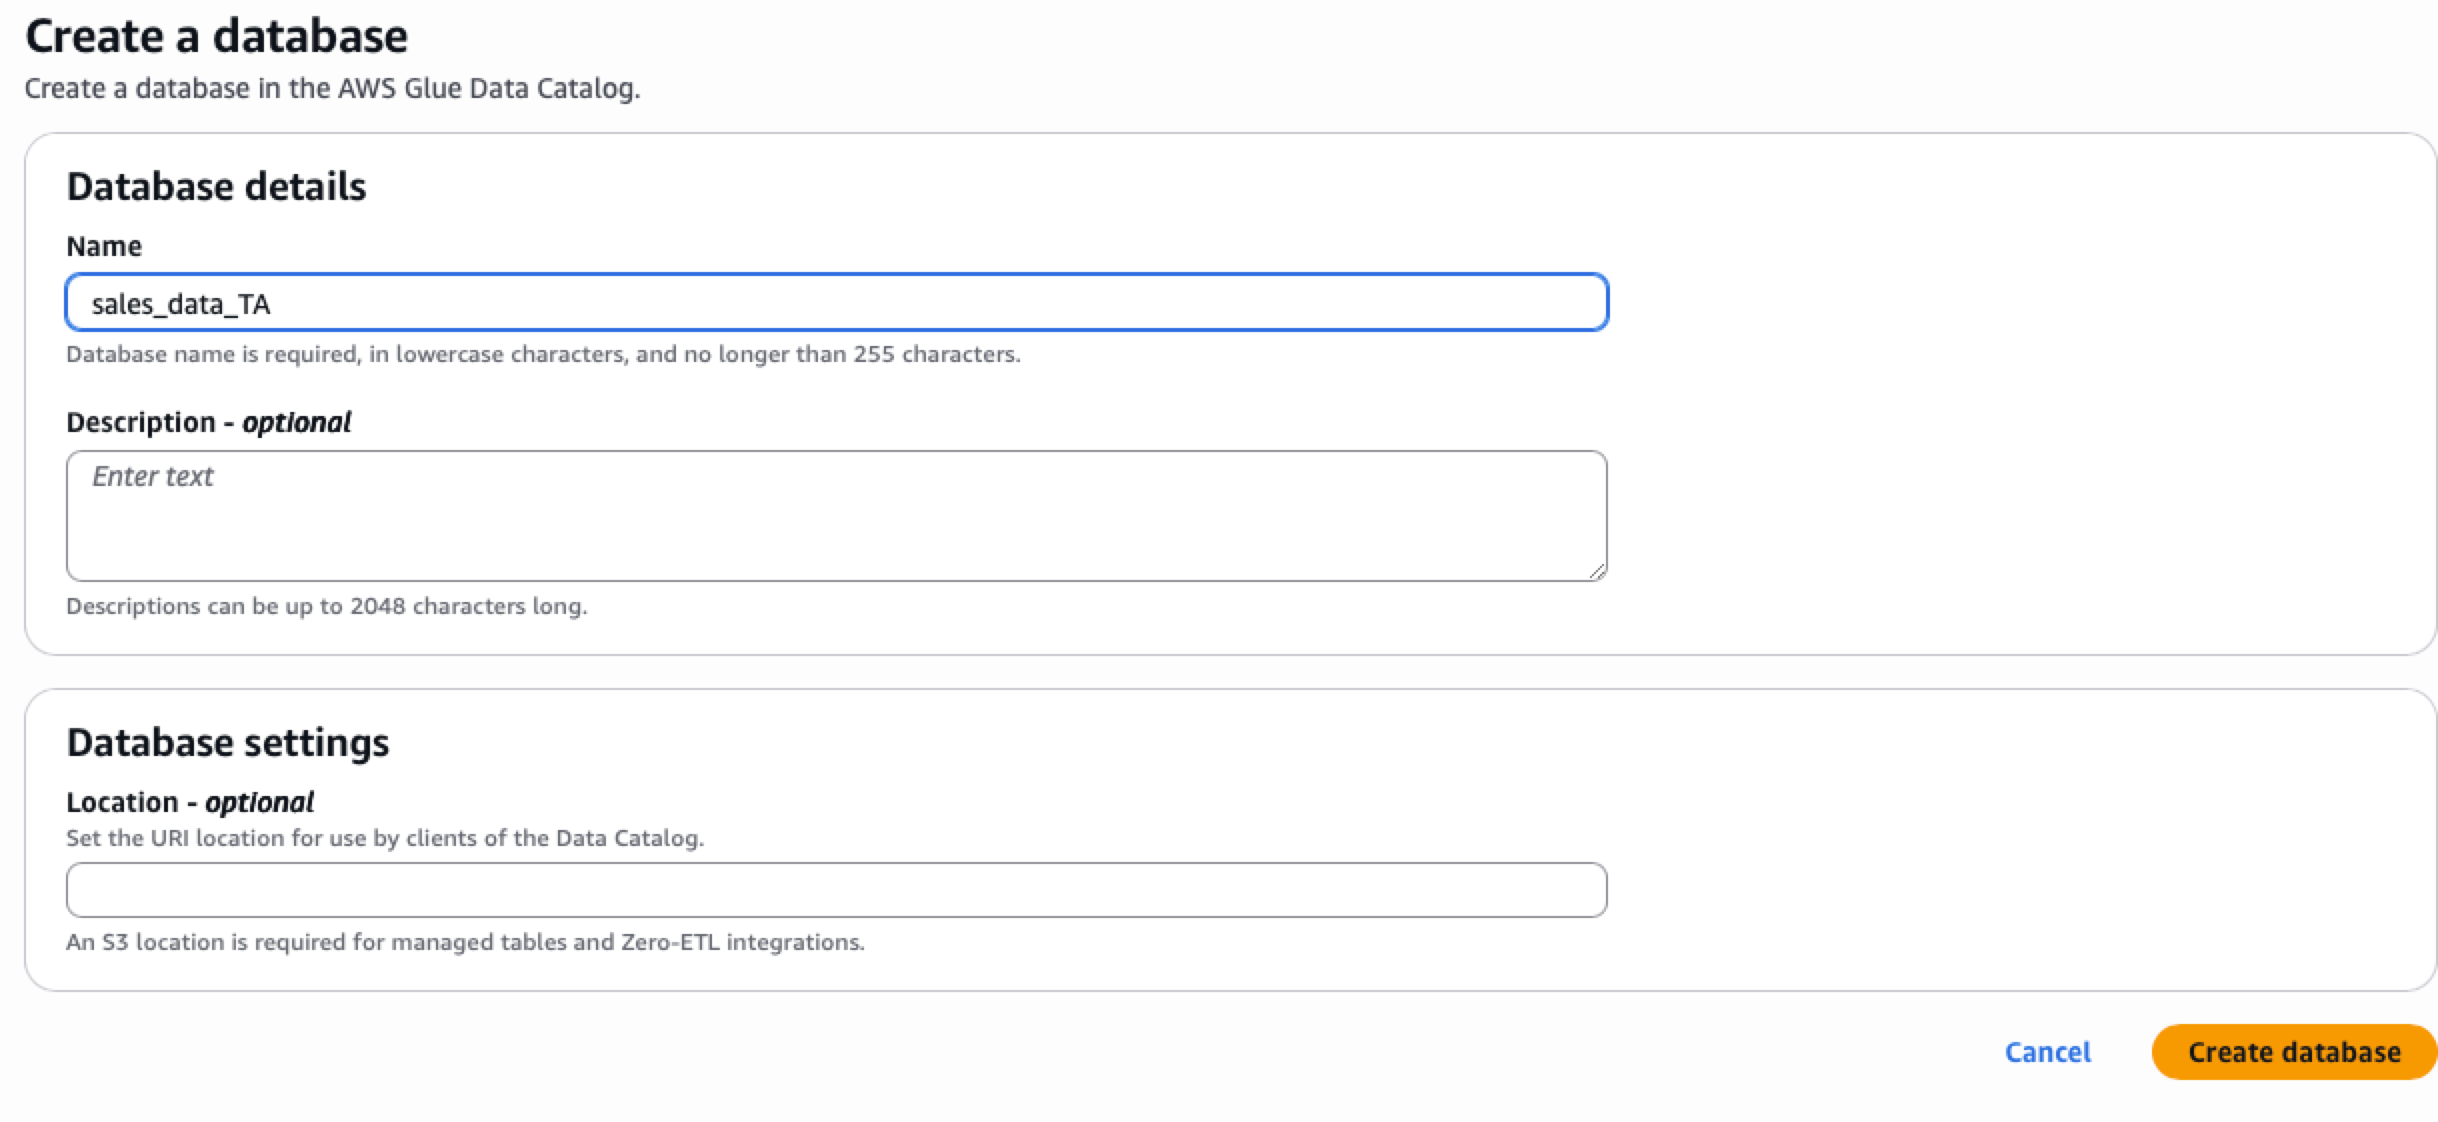 Create a database
Create a database in the AWS Glue Data Catalog.
Database details
Name
sales_data_TA
Database name is required, in lowercase characters, and no longer than 255 characters.
Description - optional
Enter text
Descriptions can be up to 2048 characters long.
Database settings
Location - optional
Set the URI location for use by clients of the Data Catalog.
An S3 location is required for managed tables and Zero-ETL integrations.
Cancel
Create database